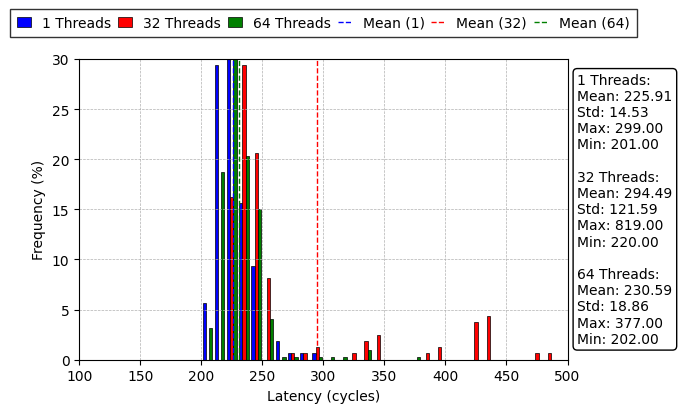 1 Threads 32 Threads 64 Threads Mean (1) Mean (32) Mean (64)
30
25
20
15
10
5
0
Frequency (%)
100 150 200 250 300 350 400 450 500
Latency (cycles)
1 Threads:
Mean: 225.91
Std: 14.53
Max: 299.00
Min: 201.00
32 Threads:
Mean: 294.49
Std: 121.59
Max: 819.00
Min: 220.00
64 Threads:
Mean: 230.59
Std: 18.86
Max: 377.00
Min: 202.00